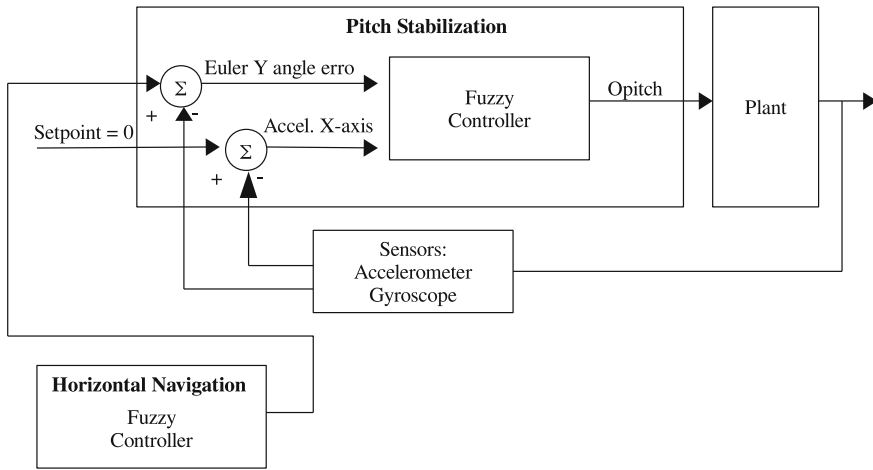 Pitch Stabilization
Euler Y angle erro
Σ
+
-
Fuzzy
Controller
Opitch
Plant
Setpoint = 0
Accel. X-axis
Σ
+
-
Sensors:
Accelerometer
Gyroscope
Horizontal Navigation
Fuzzy
Controller